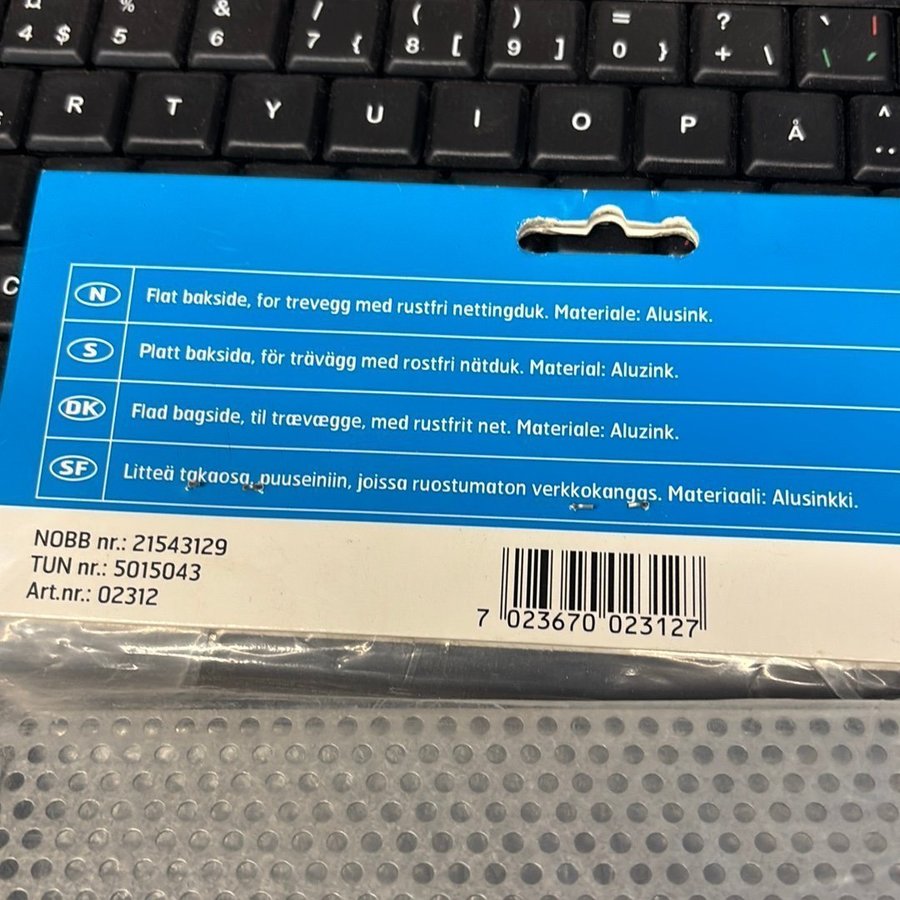 ¤ % & / ( ) = ? `
4 $ 5 6 7 { 8 [ 9 ] 0 } + \
R T Y U I O P Å ^ ¨
C
N Flat bakside, for trevegg med rustfri nettingduk. Materiale: Alusink.
S Platt baksida, för trävägg med rostfri nätduk. Material: Aluzink.
DK Flad bagside, til trævægge, med rustfrit net. Materiale: Aluzink.
SF Litteä takaosa, puuseiniin, joissa ruostumaton verkkokangas. Materiaali: Alusinkki.
NOBB nr.: 21543129
TUN nr.: 5015043
Art.nr.: 02312
7 023670 023127